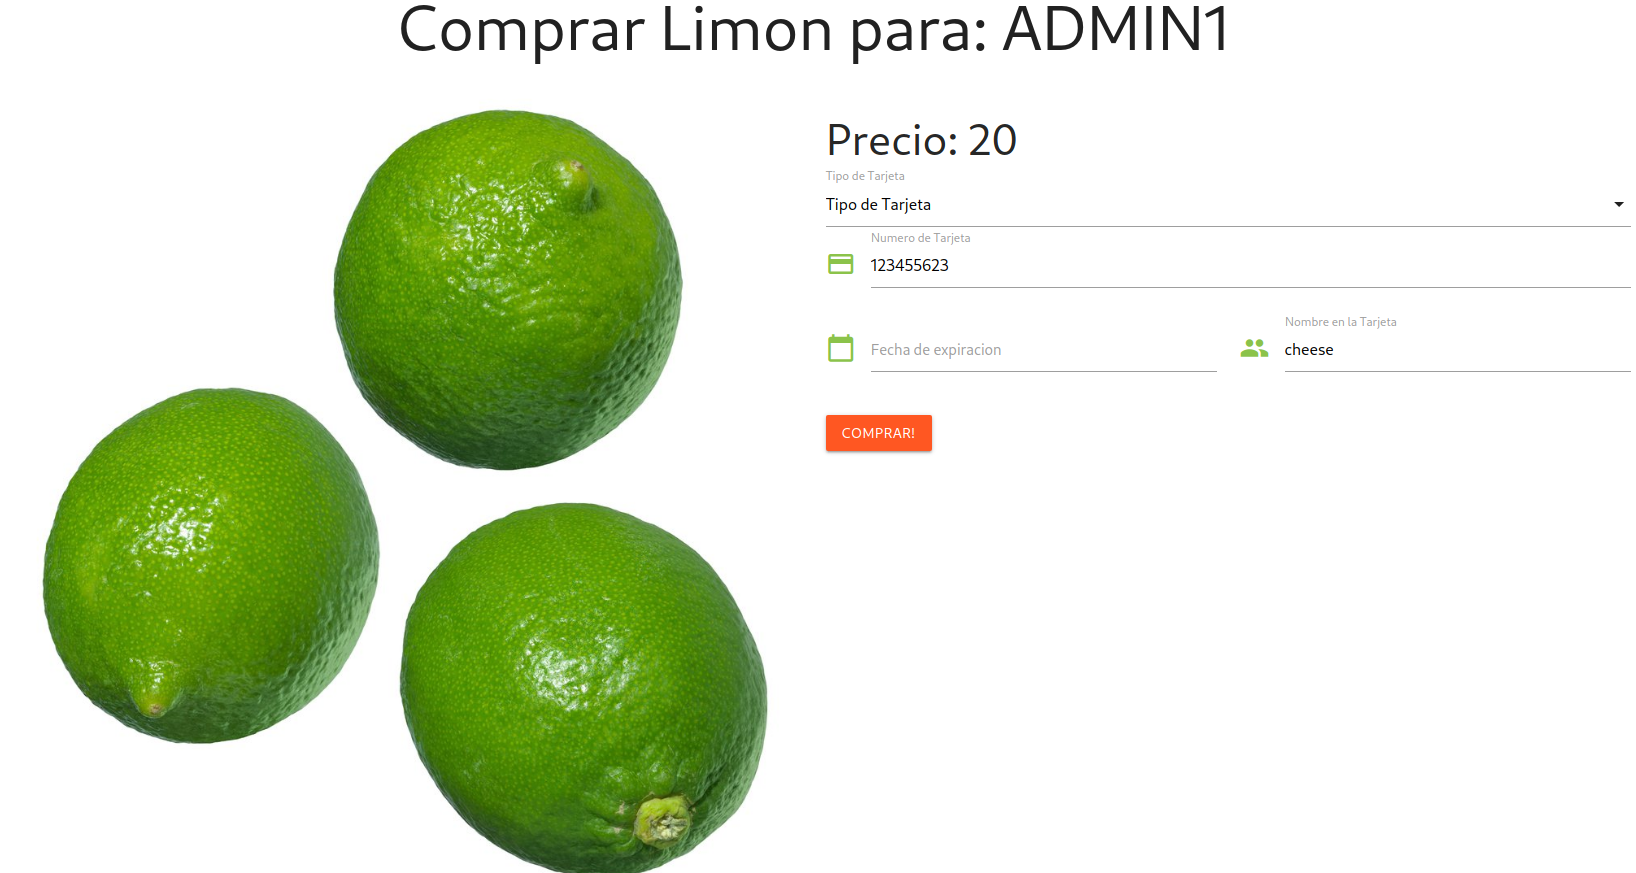 Comprar Limon para: ADMIN1
Precio: 20
Tipo de Tarjeta
Tipo de Tarjeta
Numero de Tarjeta
123455623
Fecha de expiracion
Nombre en la Tarjeta
cheese
COMPRAR!